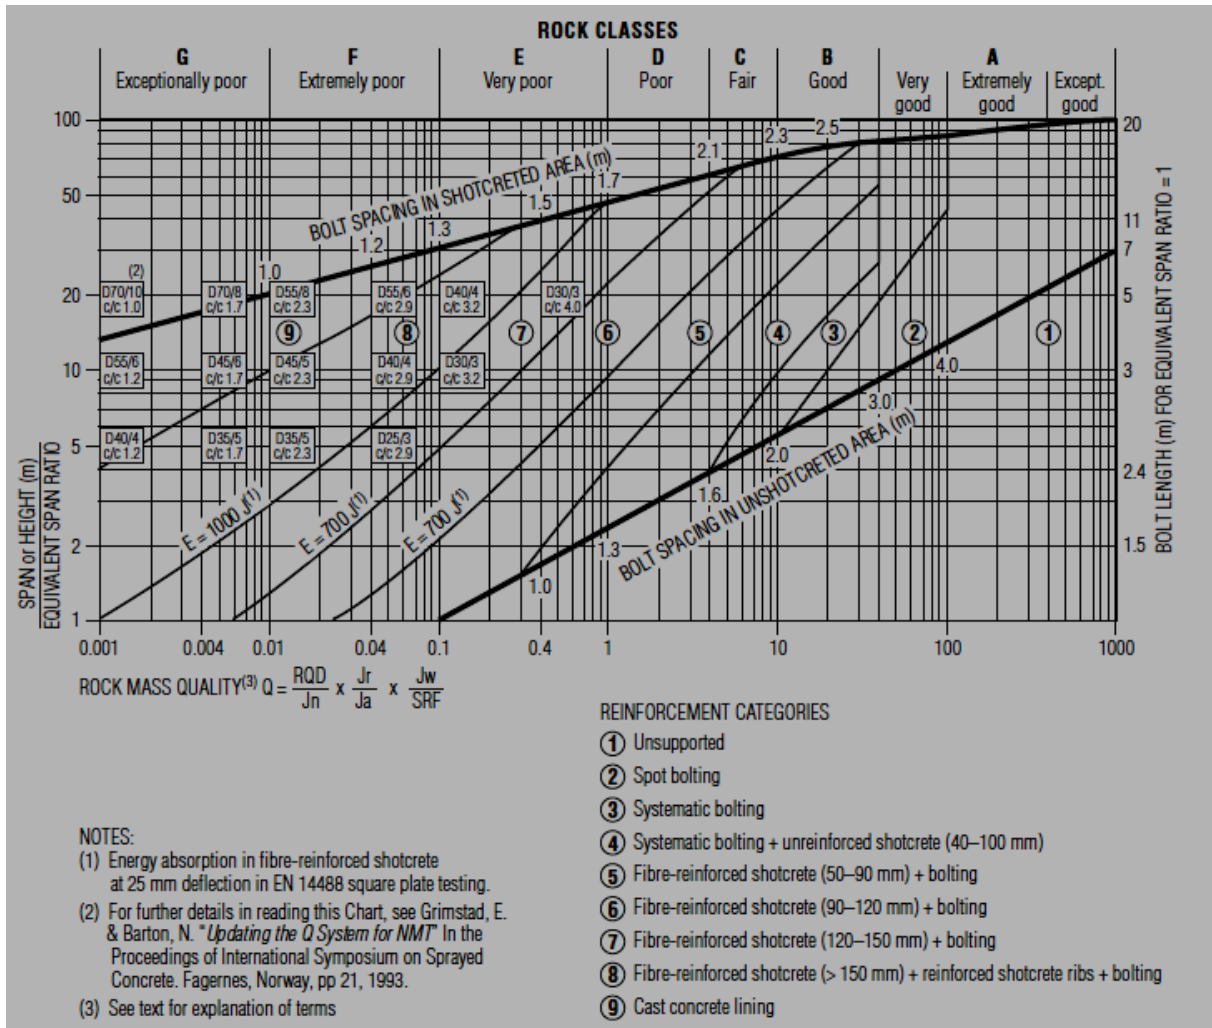 ROCK CLASSES
G F E D C B A
Exceptionally poor Extremely poor Very poor Poor Fair Good Very good Extremely good Except. good
100
50
20
10
5
2
1
SPAN or HEIGHT (m)
EQUIVALENT SPAN RATIO
BOLT SPACING IN SHOTCRETED AREA (m)
1.0 1.2 1.3 1.5 1.7 2.1 2.3 2.5
(2)
D70/10 c/c 1.0
D70/8 c/c 1.7
D55/8 c/c 2.3
D55/6 c/c 2.9
D40/4 c/c 3.2
D30/3 c/c 4.0
9 8 7 6 5 4 3 2 1
D55/6 c/c 1.2
D45/6 c/c 1.7
D45/5 c/c 2.3
D40/4 c/c 2.9
D30/3 c/c 3.2
D40/4 c/c 1.2
D35/5 c/c 1.7
D35/5 c/c 2.3
D25/3 c/c 2.9
E = 1000 J(1)
E = 700 J(1)
E = 700 J(1)
1.0 1.3 1.6 2.0 3.0 4.0
BOLT SPACING IN UNSHOTCRETED AREA (m)
20
11
7
5
3
2.4
1.5
BOLT LENGTH (m) FOR EQUIVALENT SPAN RATIO = 1
0.001 0.004 0.01 0.04 0.1 0.4 1 4 10 100 1000
ROCK MASS QUALITY(3) Q = RQD/Jn x Jr/Ja x Jw/SRF
REINFORCEMENT CATEGORIES
1 Unsupported
2 Spot bolting
3 Systematic bolting
4 Systematic bolting + unreinforced shotcrete (40–100 mm)
5 Fibre-reinforced shotcrete (50–90 mm) + bolting
6 Fibre-reinforced shotcrete (90–120 mm) + bolting
7 Fibre-reinforced shotcrete (120–150 mm) + bolting
8 Fibre-reinforced shotcrete (> 150 mm) + reinforced shotcrete ribs + bolting
9 Cast concrete lining
NOTES:
(1) Energy absorption in fibre-reinforced shotcrete
at 25 mm deflection in EN 14488 square plate testing.
(2) For further details in reading this Chart, see Grimstad, E.
& Barton, N. "Updating the Q System for NMT" In the
Proceedings of International Symposium on Sprayed
Concrete. Fagernes, Norway, pp 21, 1993.
(3) See text for explanation of terms